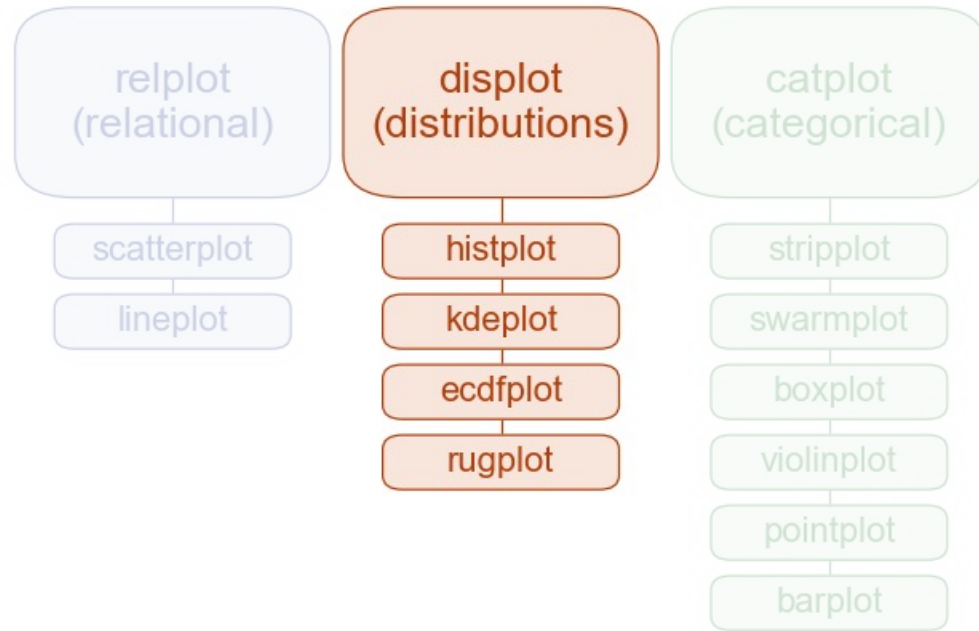 relplot
(relational)
scatterplot
lineplot
displot
(distributions)
histplot
kdeplot
ecdfplot
rugplot
catplot
(categorical)
stripplot
swarmplot
boxplot
violinplot
pointplot
barplot